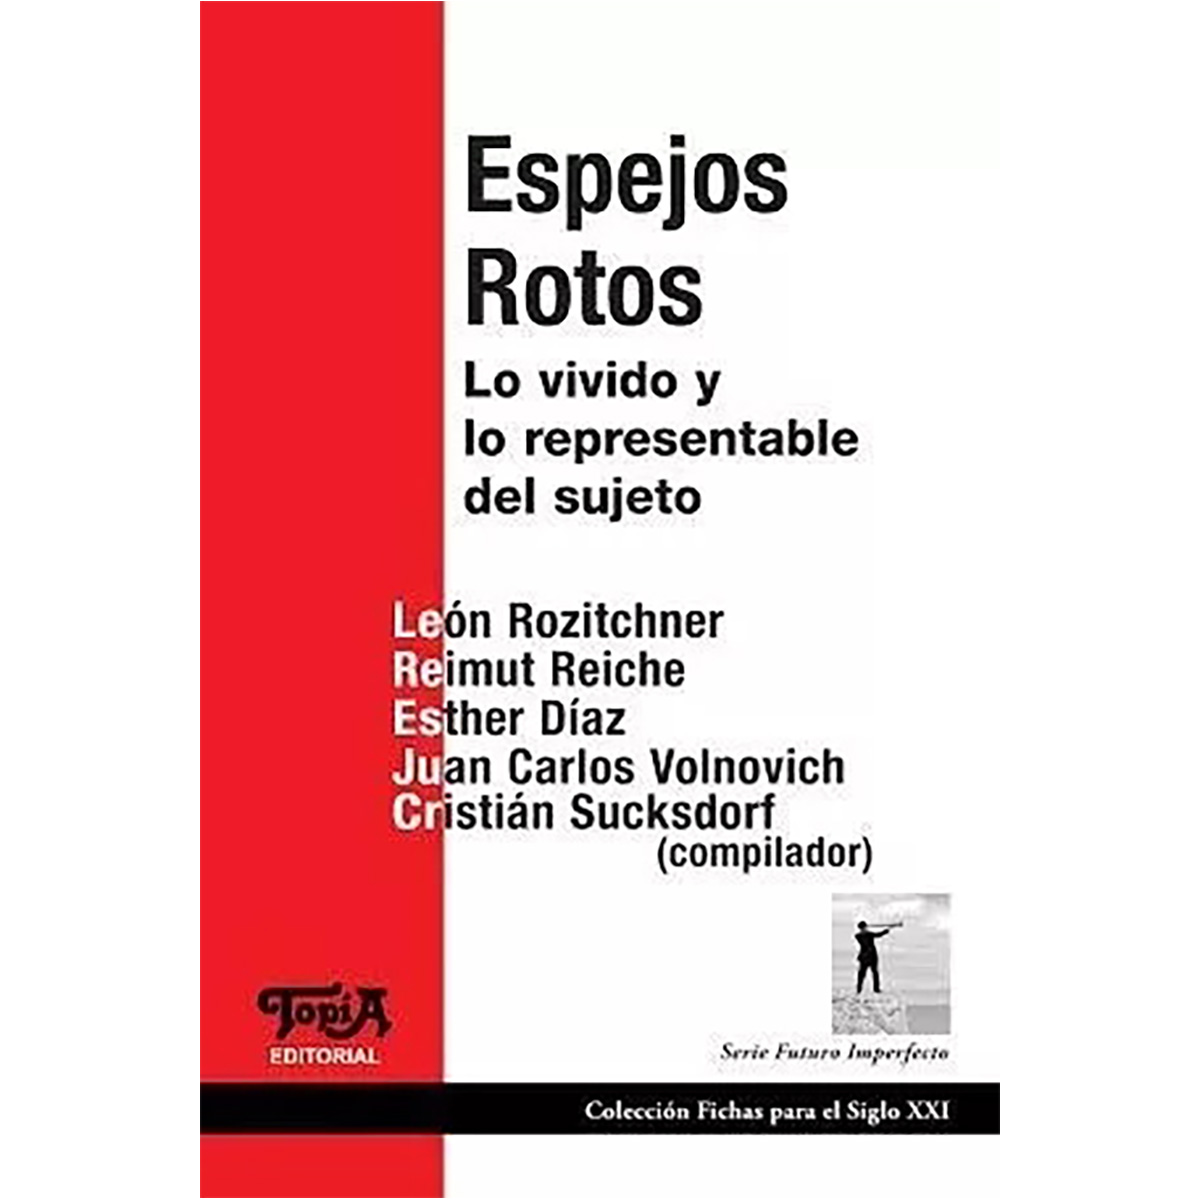 Espejos
Rotos
Lo vivido y
lo representable
del sujeto
León Rozitchner
Reimut Reiche
Esther Díaz
Juan Carlos Volnovich
Cristián Sucksdorf
(compilador)
Topía
EDITORIAL
Serie Futuro Imperfecto
Colección Fichas para el Siglo XXI